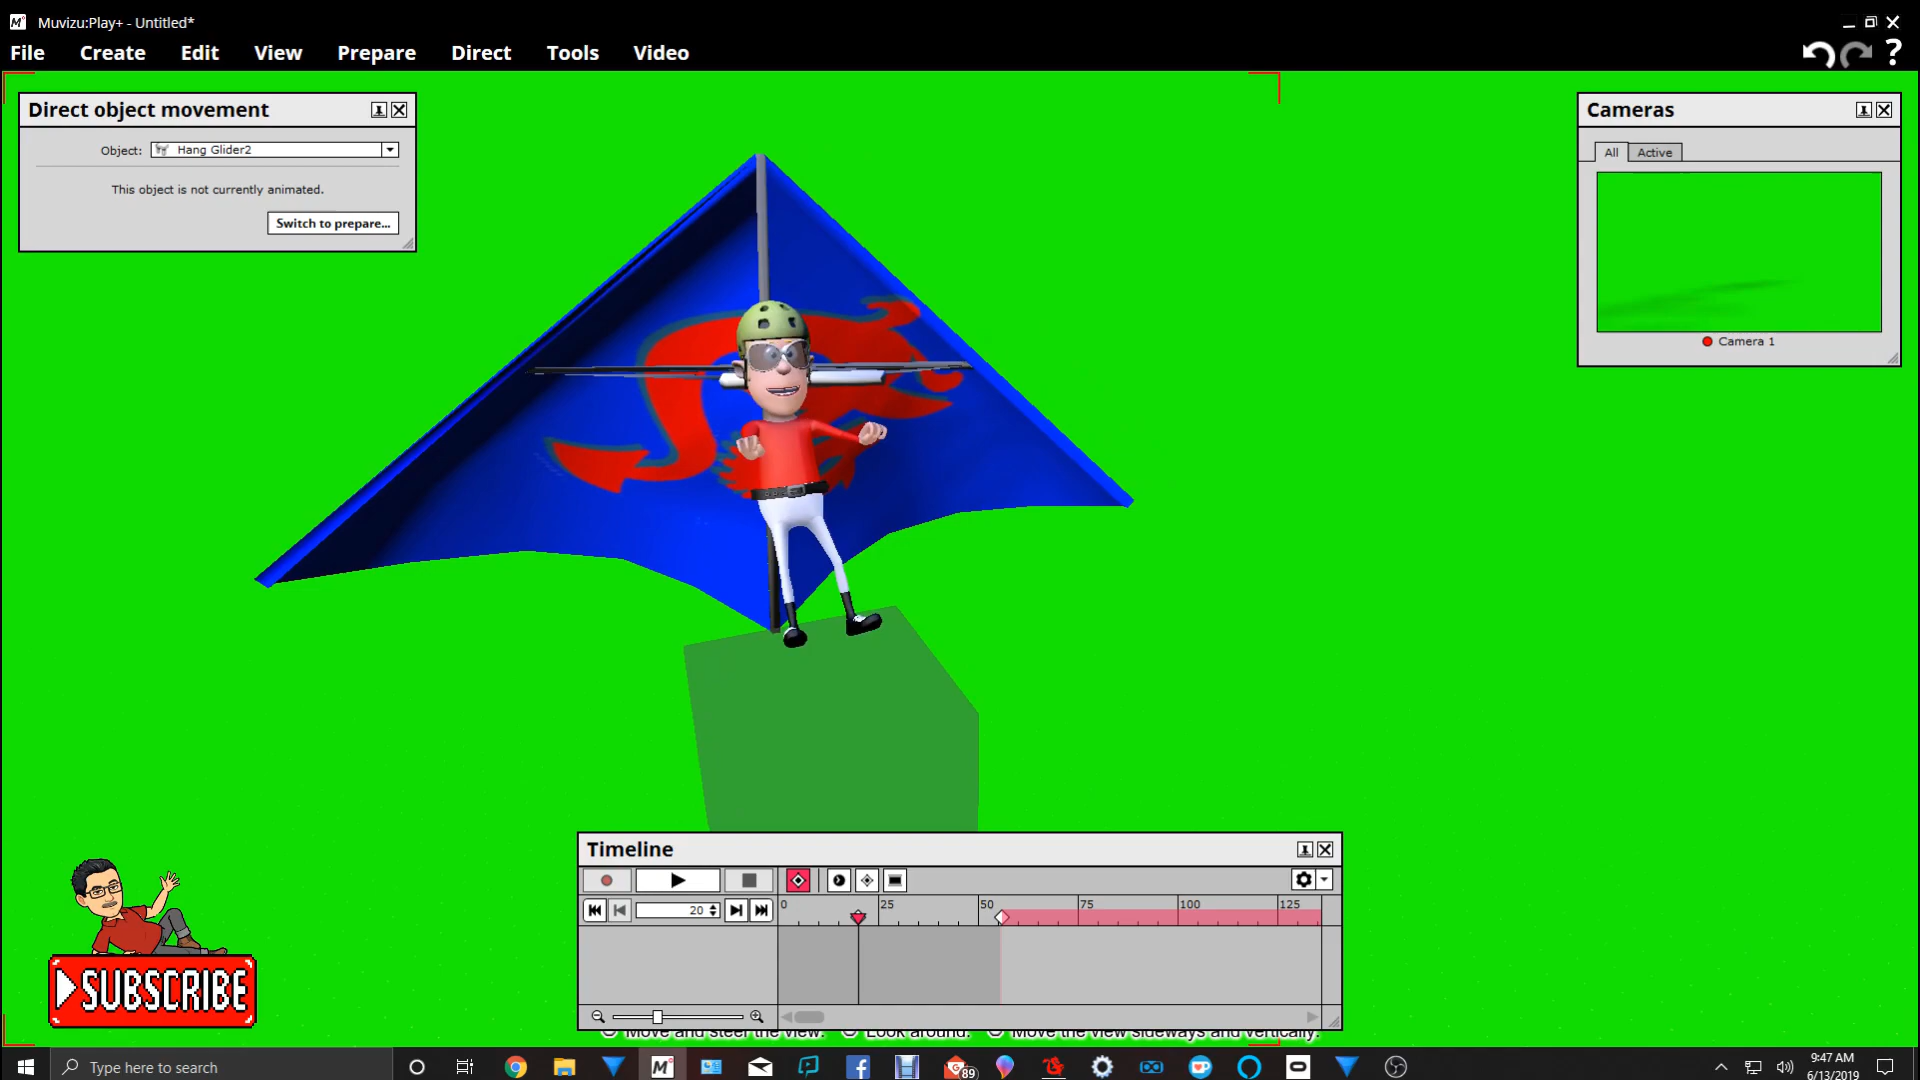 Muvizu:Play+ - Untitled*
File Create Edit View Prepare Direct Tools Video ?
Direct object movement
Object: Hang Glider2
This object is not currently animated.
Switch to prepare...
Cameras
All Active
Camera 1
Timeline
20
0 25 50 75 100 125
Move and steer the view. Look around. Move the view sideways and vertically.
SUBSCRIBE
Type here to search
89
9:47 AM
6/13/2019